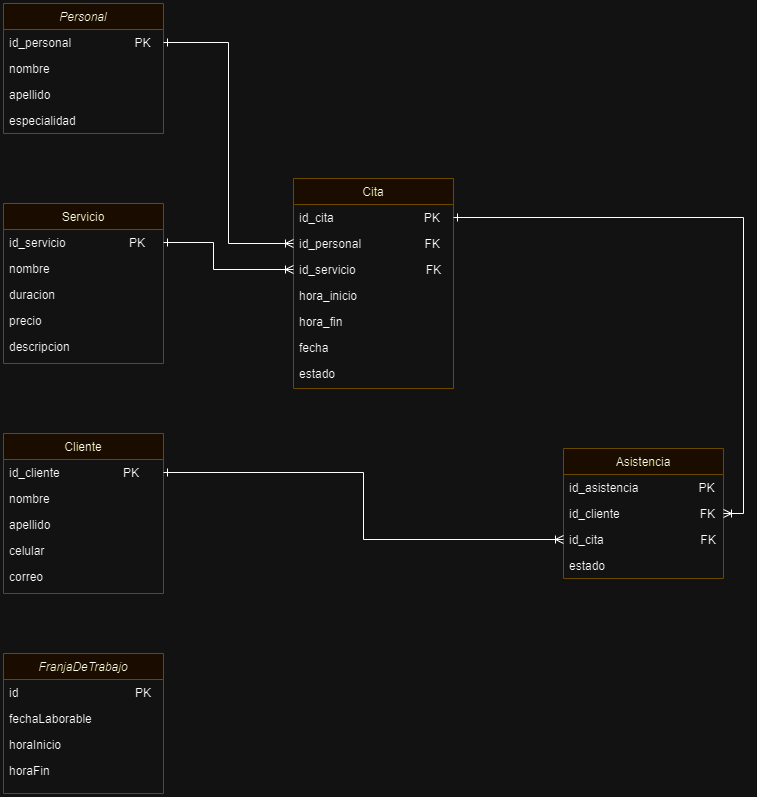 Personal
id_personal PK
nombre
apellido
especialidad
Servicio
id_servicio PK
nombre
duracion
precio
descripcion
Cita
id_cita PK
id_personal FK
id_servicio FK
hora_inicio
hora_fin
fecha
estado
Cliente
id_cliente PK
nombre
apellido
celular
correo
Asistencia
id_asistencia PK
id_cliente FK
id_cita FK
estado
FranjaDeTrabajo
id PK
fechaLaborable
horaInicio
horaFin